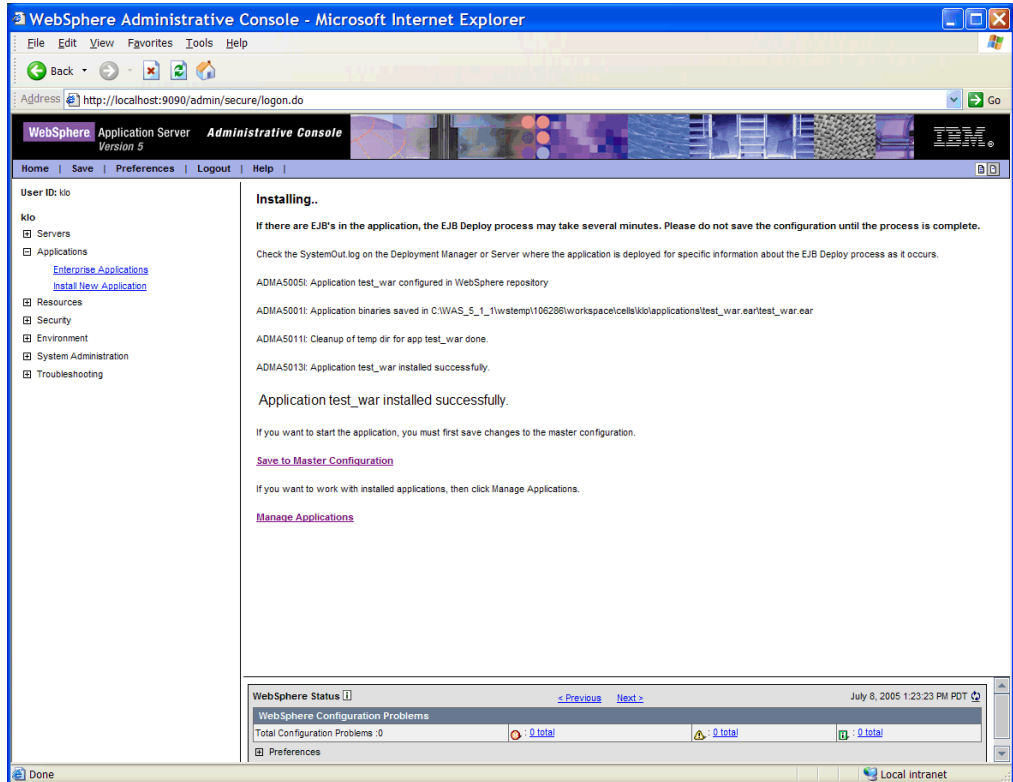 WebSphere Administrative Console - Microsoft Internet Explorer
File Edit View Favorites Tools Help
Back
Address http://localhost:9090/admin/secure/logon.do Go
WebSphere Application Server Administrative Console
Version 5
IBM.
Home | Save | Preferences | Logout | Help |
User ID: klo
klo
Servers
Applications
Enterprise Applications
Install New Application
Resources
Security
Environment
System Administration
Troubleshooting
Installing..
If there are EJB's in the application, the EJB Deploy process may take several minutes. Please do not save the configuration until the process is complete.
Check the SystemOut.log on the Deployment Manager or Server where the application is deployed for specific information about the EJB Deploy process as it occurs.
ADMA5005I: Application test_war configured in WebSphere repository
ADMA5001I: Application binaries saved in C:\WAS_5_1_1\wstemp\106286\workspace\cells\klo\applications\test_war.ear\test_war.ear
ADMA5011I: Cleanup of temp dir for app test_war done.
ADMA5013I: Application test_war installed successfully.
Application test_war installed successfully.
If you want to start the application, you must first save changes to the master configuration.
Save to Master Configuration
If you want to work with installed applications, then click Manage Applications.
Manage Applications
WebSphere Status i < Previous Next > July 8, 2005 1:23:23 PM PDT
WebSphere Configuration Problems
Total Configuration Problems :0 : 0 total : 0 total : 0 total
Preferences
Done Local intranet